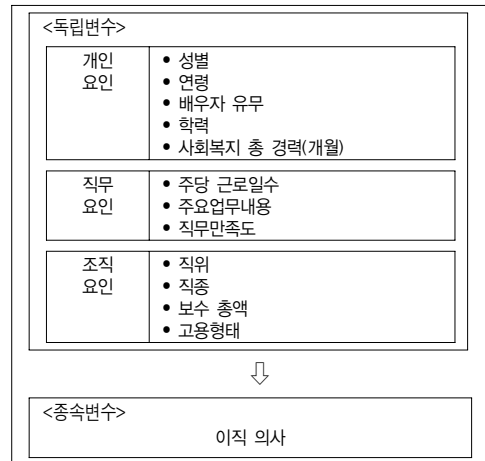 <독립변수>
개인
요인
• 성별
• 연령
• 배우자 유무
• 학력
• 사회복지 총 경력(개월)
직무
요인
• 주당 근로일수
• 주요업무내용
• 직무만족도
조직
요인
• 직위
• 직종
• 보수 총액
• 고용형태
<종속변수>
이직 의사